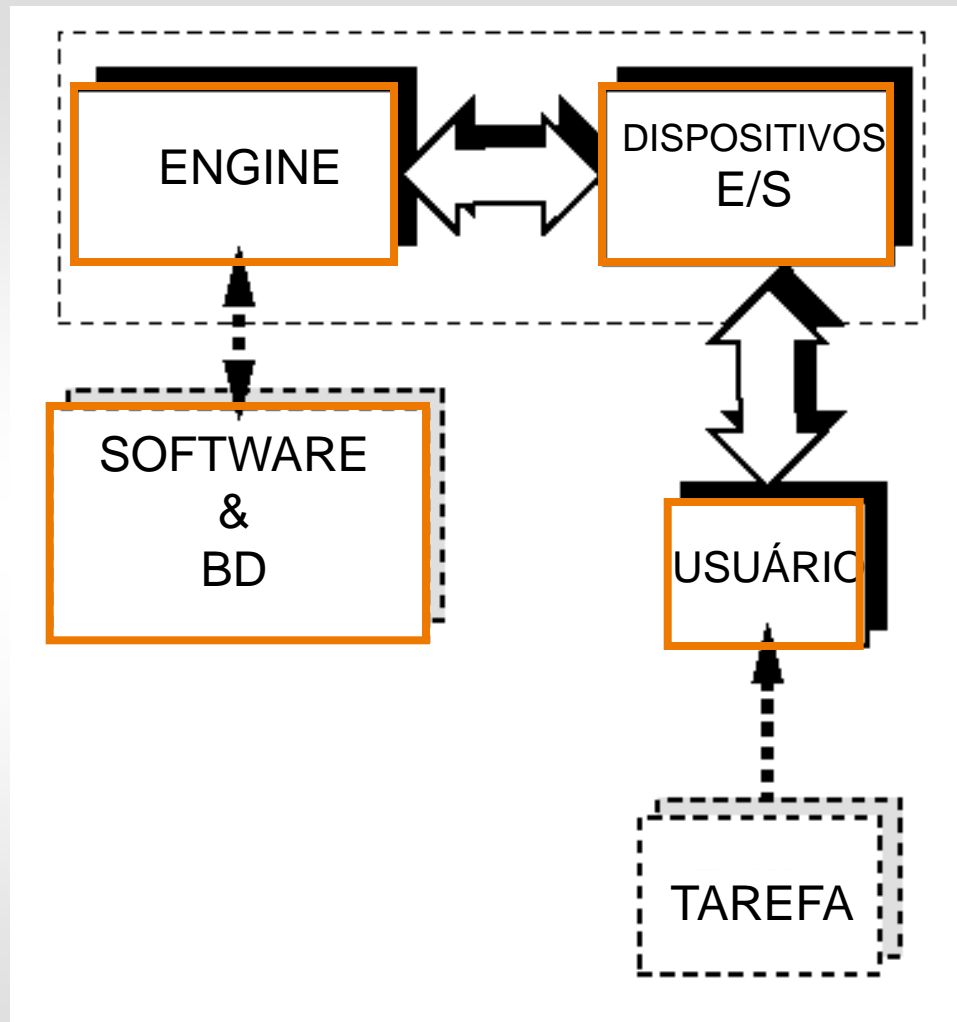 ENGINE
DISPOSITIVOS
E/S
SOFTWARE
&
BD
USUÁRIO
TAREFA